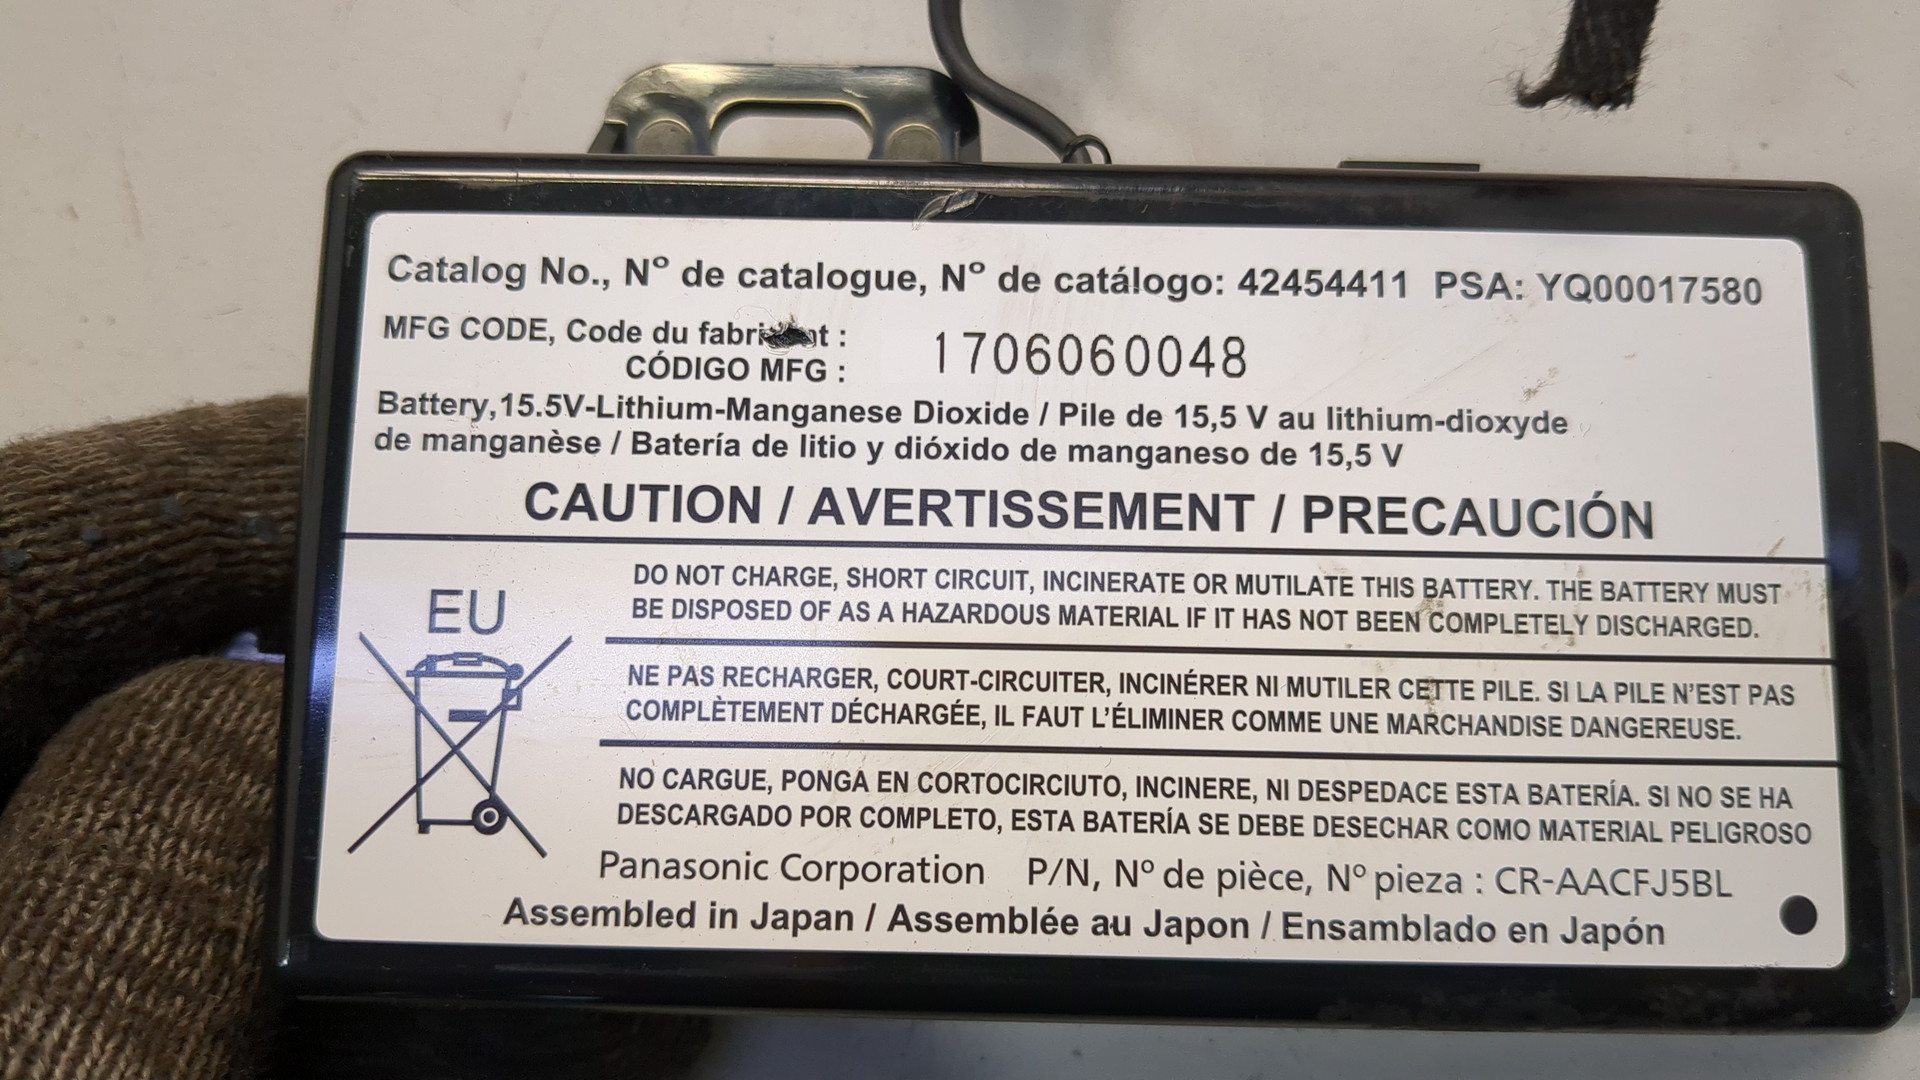 Catalog No., Nº de catalogue, Nº de catálogo: 42454411 PSA: YQ00017580
MFG CODE, Code du :
CÓDIGO MFG :
1706060048
Battery,15.5V-Lithium-Manganese Dioxide / Pile de 15,5 V au lithium-dioxyde
de manganèse / Batería de litio y dióxido de manganeso de 15,5 V
CAUTION / AVERTISSEMENT / PRECAUCIÓN
EU
DO NOT CHARGE, SHORT CIRCUIT, INCINERATE OR MUTILATE THIS BATTERY. THE BATTERY MUST
BE DISPOSED OF AS A HAZARDOUS MATERIAL IF IT HAS NOT BEEN COMPLETELY DISCHARGED.
NE PAS RECHARGER, COURT-CIRCUITER, INCINÉRER NI MUTILER CETTE PILE. SI LA PILE N'EST PAS
COMPLÈTEMENT DÉCHARGÉE, IL FAUT L'ÉLIMINER COMME UNE MARCHANDISE DANGEREUSE.
NO CARGUE, PONGA EN CORTOCIRCIUTO, INCINERE, NI DESPEDACE ESTA BATERÍA. SI NO SE HA
DESCARGADO POR COMPLETO, ESTA BATERÍA SE DEBE DESECHAR COMO MATERIAL PELIGROSO
Panasonic Corporation P/N, Nº de pièce, Nº pieza : CR-AACFJ5BL
Assembled in Japan / Assemblée au Japon / Ensamblado en Japón